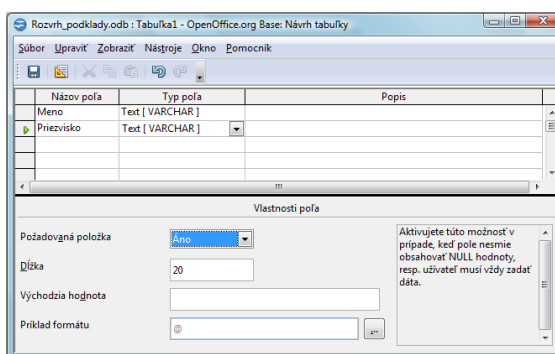 Rozvrh_podklady.odb : Tabuľka1 - OpenOffice.org Base: Návrh tabuľky
Súbor Upraviť Zobraziť Nástroje Okno Pomocník
Názov poľa Typ poľa Popis
Meno Text [ VARCHAR ]
Priezvisko Text [ VARCHAR ]
Vlastnosti poľa
Požadovaná položka Áno
Dĺžka 20
Východzia hodnota
Príklad formátu @ ...
Aktivujete túto možnosť v
prípade, keď pole nesmie
obsahovať NULL hodnoty,
resp. užívateľ musí vždy zadať
dáta.